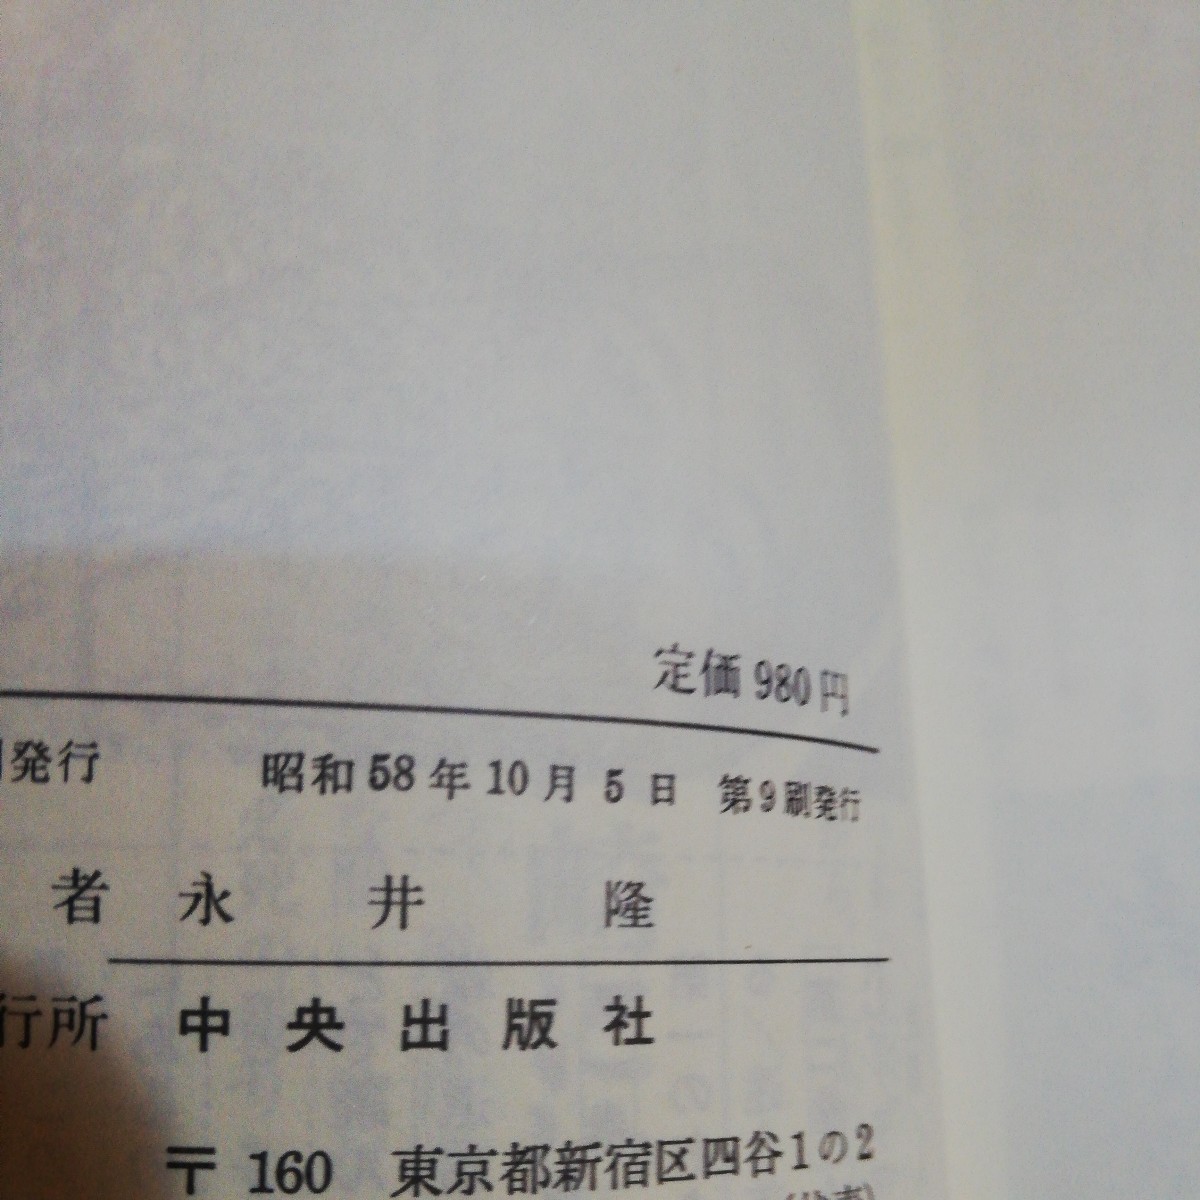 定価 980円
発行 昭和58年10月5日 第9刷発行
者 永井 隆
行所 中央出版社
〒160 東京都新宿区四谷1の2